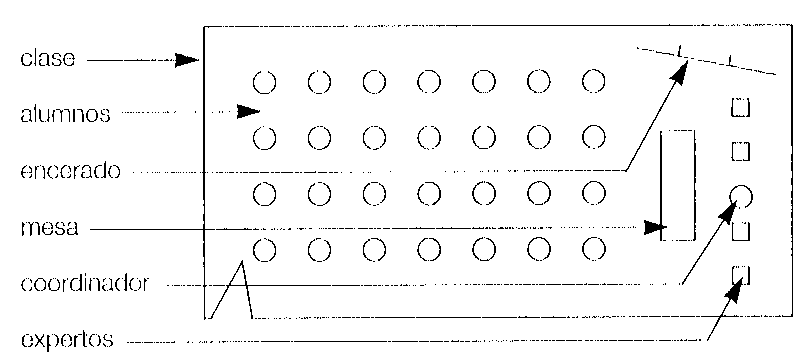 clase
alumnos
encerado
mesa
coordinador
expertos